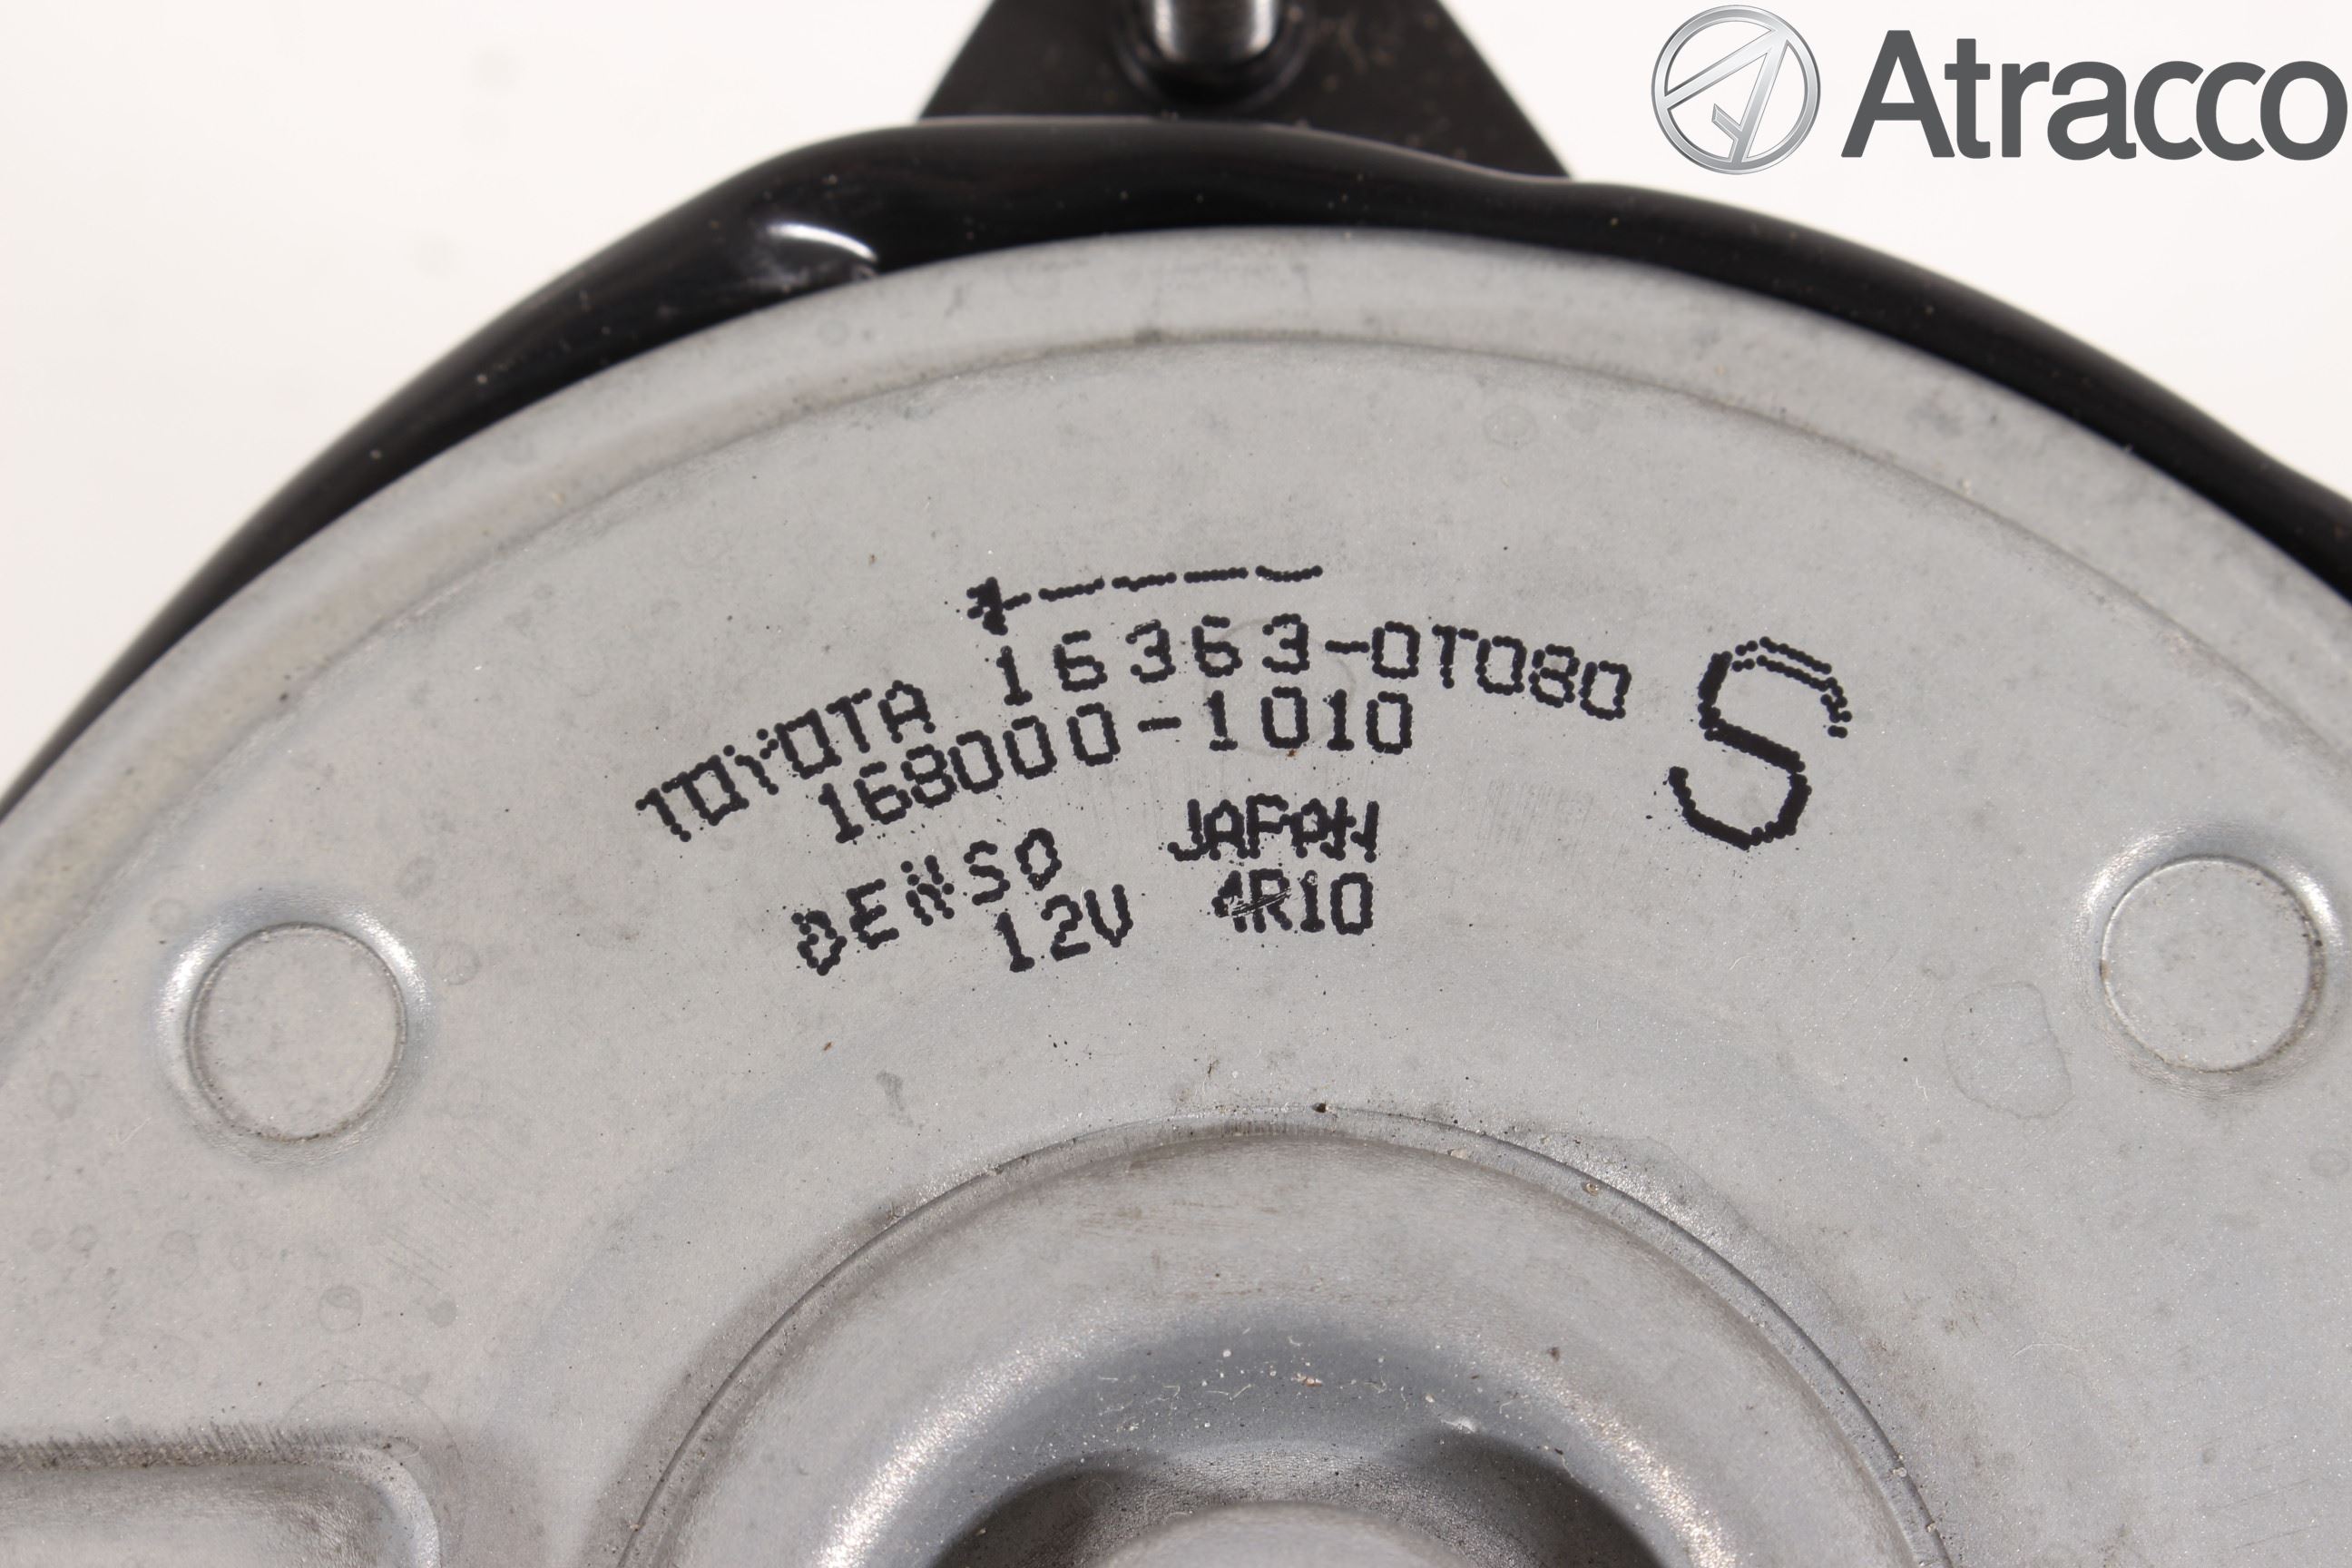 Atracco
TOYOTA 16363-0T080 S
168000-1010
DENSO JAPAN
12V 4R10